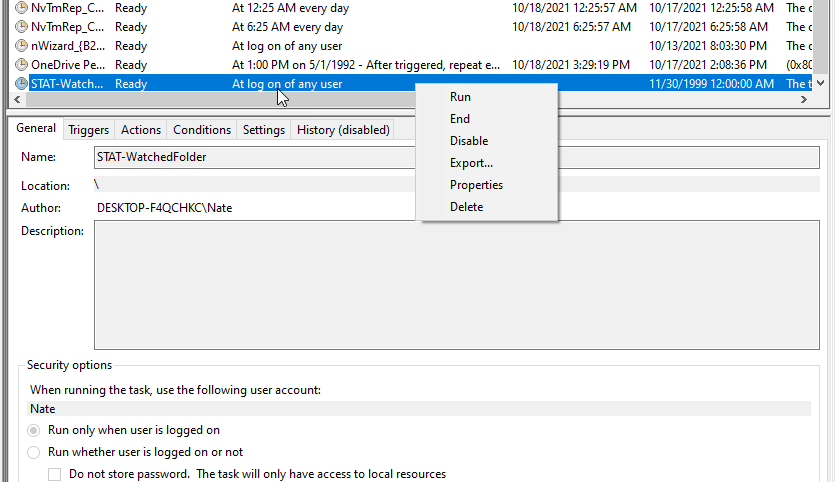 NvTmRep_C... Ready At 12:25 AM every day 10/18/2021 12:25:57 AM 10/17/2021 12:25:58 AM The o
NvTmRep_C... Ready At 6:25 AM every day 10/18/2021 6:25:57 AM 10/17/2021 6:25:58 AM The o
nWizard_{B2... Ready At log on of any user 10/13/2021 8:03:30 PM The o
OneDrive Pe... Ready At 1:00 PM on 5/1/1992 - After triggered, repeat e... 10/18/2021 3:29:19 PM 10/17/2021 2:08:36 PM (0x80
STAT-Watch... Ready At log on of any user 11/30/1999 12:00:00 AM The t
Run
End
Disable
Export...
Properties
Delete
General Triggers Actions Conditions Settings History (disabled)
Name: STAT-WatchedFolder
Location: \
Author: DESKTOP-F4QCHKC\Nate
Description:
Security options
When running the task, use the following user account:
Nate
Run only when user is logged on
Run whether user is logged on or not
Do not store password. The task will only have access to local resources